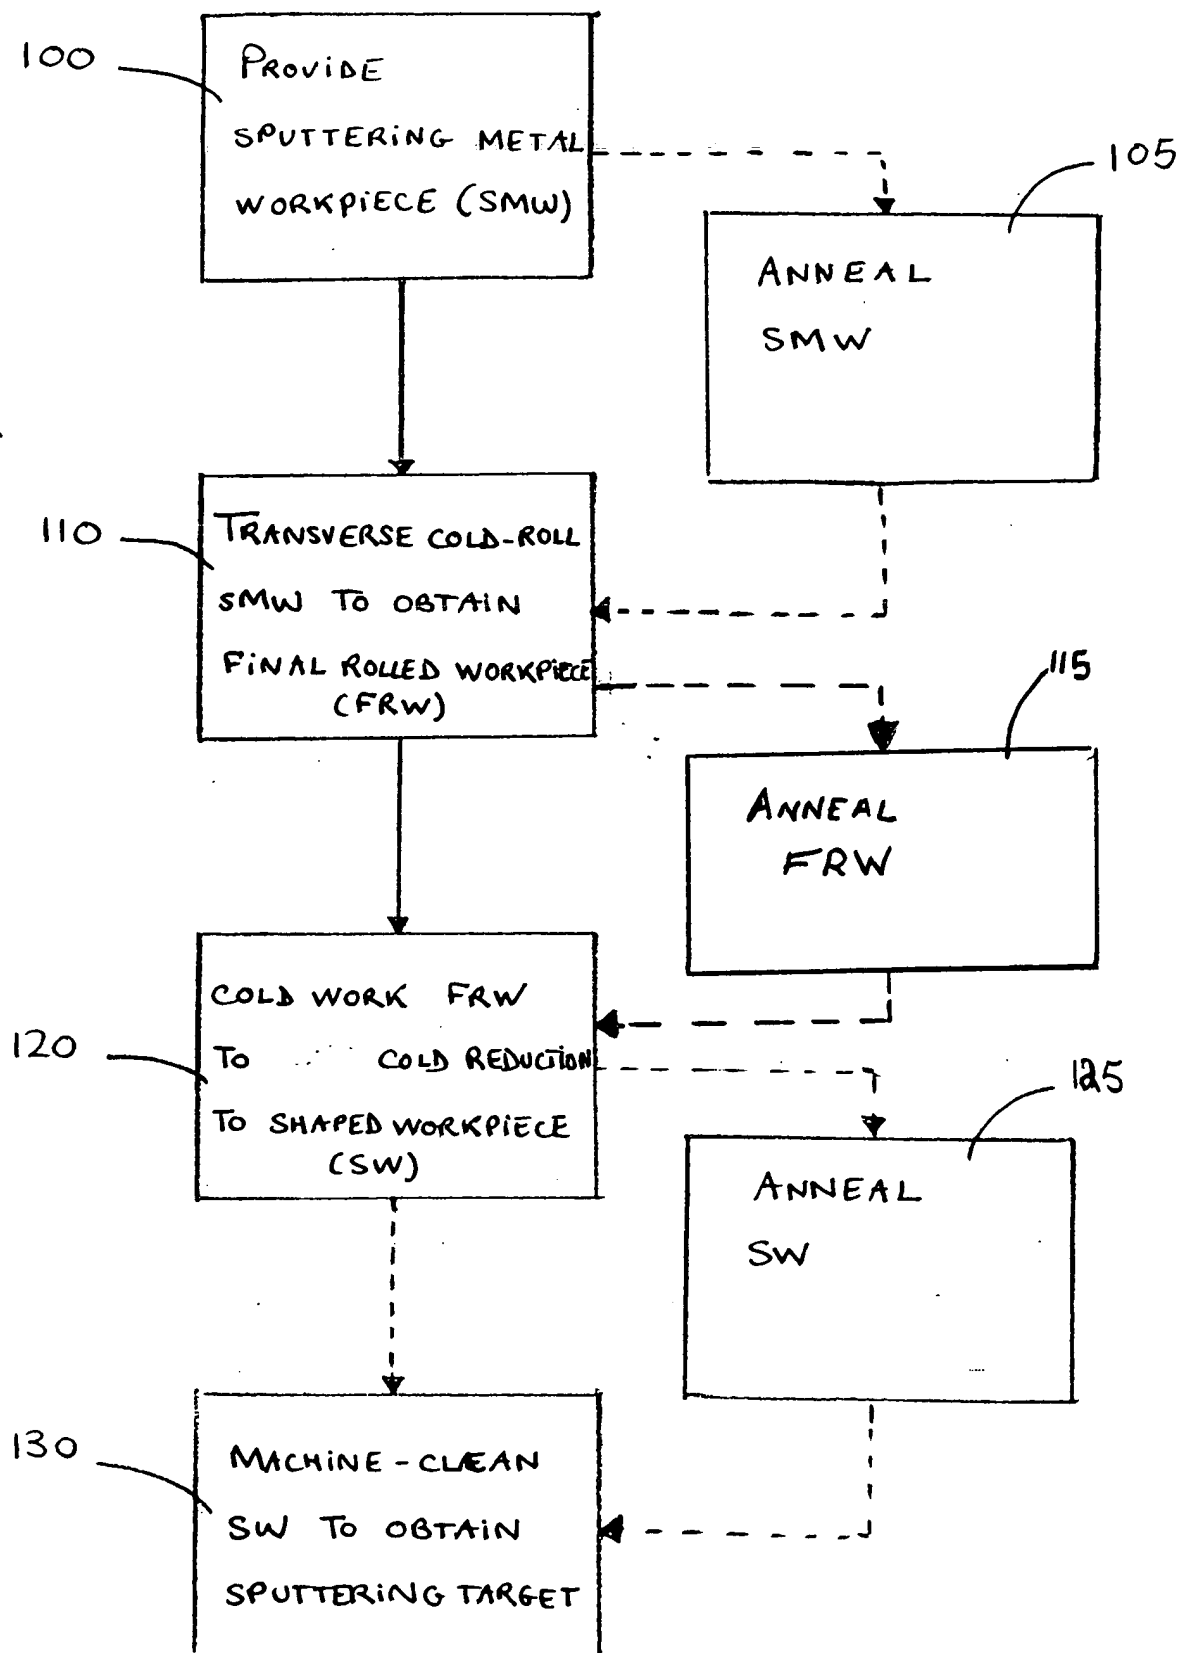 100
PROViDE
SPUTTERiNG METAL
WORKPiECE (SMW)
105
ANNEAL
SMW
110
TRANSVERSE COLD-ROLL
SMW TO OBTAiN
FiNAL ROLLED WORKPiECE
(FRW)
115
ANNEAL
FRW
120
COLD WORK FRW
TO COLD REDUCTiON
TO SHAPED WORKPiECE
(SW)
125
ANNEAL
SW
130
MACHiNE-CLEAN
SW TO OBTAiN
SPUTTERiNG TARGET